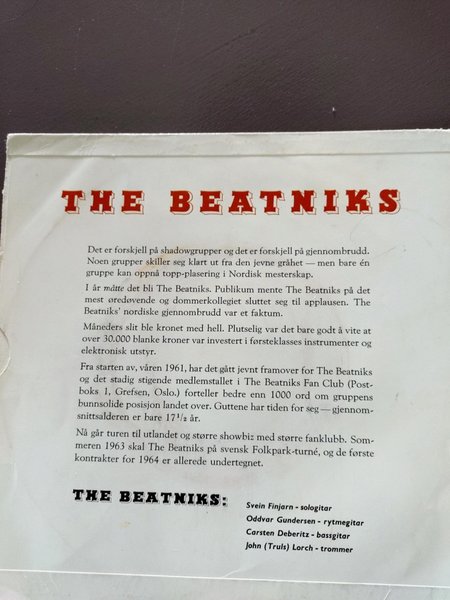 THE BEATNIKS
Det er forskjell på shadowgrupper og det er forskjell på gjennombrudd.
Noen grupper skiller seg klart ut fra den jevne gråhet — men bare én
gruppe kan oppnå topp-plasering i Nordisk mesterskap.
I år måtte det bli The Beatniks. Publikum mente The Beatniks på det
mest øredøvende og dommerkollegiet sluttet seg til applausen. The
Beatniks' nordiske gjennombrudd var et faktum.
Måneders slit ble kronet med hell. Plutselig var det bare godt å vite at
over 30.000 blanke kroner var investert i førsteklasses instrumenter og
elektronisk utstyr.
Fra starten av, våren 1961, har det gått jevnt framover for The Beatniks
og det stadig stigende medlemstallet i The Beatniks Fan Club (Post-
boks 1, Grefsen, Oslo.) forteller bedre enn 1000 ord om gruppens
bunnsolide posisjon landet over. Guttene har tiden for seg — gjennom-
snittsalderen er bare 17 1/2 år.
Nå går turen til utlandet og større showbiz med større fanklubb. Som-
meren 1963 skal The Beatniks på svensk Folkpark-turné, og de første
kontrakter for 1964 er allerede undertegnet.
THE BEATNIKS:
Svein Finjarn - sologitar
Oddvar Gundersen - rytmegitar
Carsten Deberitz - bassgitar
John (Truls) Lorch - trommer